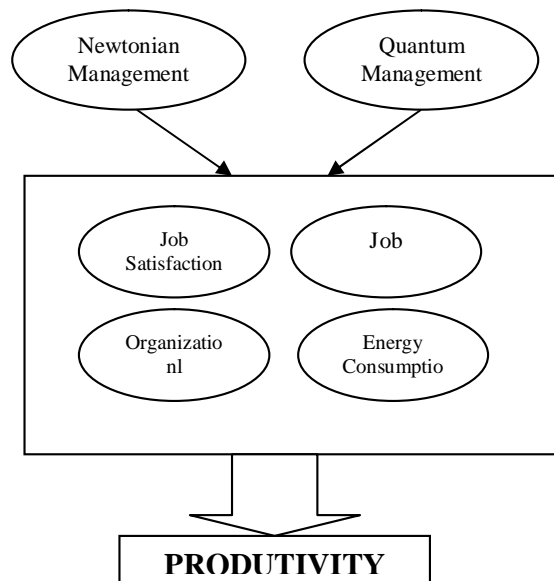 Newtonian
Management
Quantum
Management
Job
Satisfaction
Job
Organizatio
nl
Energy
Consumptio
PRODUTIVITY